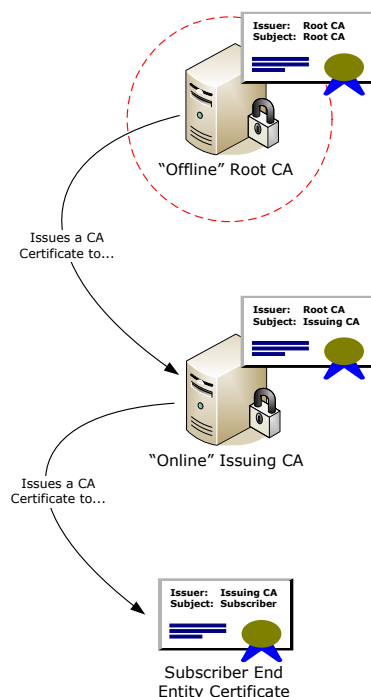 Issuer: Root CA
Subject: Root CA
“Offline” Root CA
Issues a CA
Certificate to...
Issuer: Root CA
Subject: Issuing CA
“Online” Issuing CA
Issues a CA
Certificate to...
Issuer: Issuing CA
Subject: Subscriber
Subscriber End
Entity Certificate